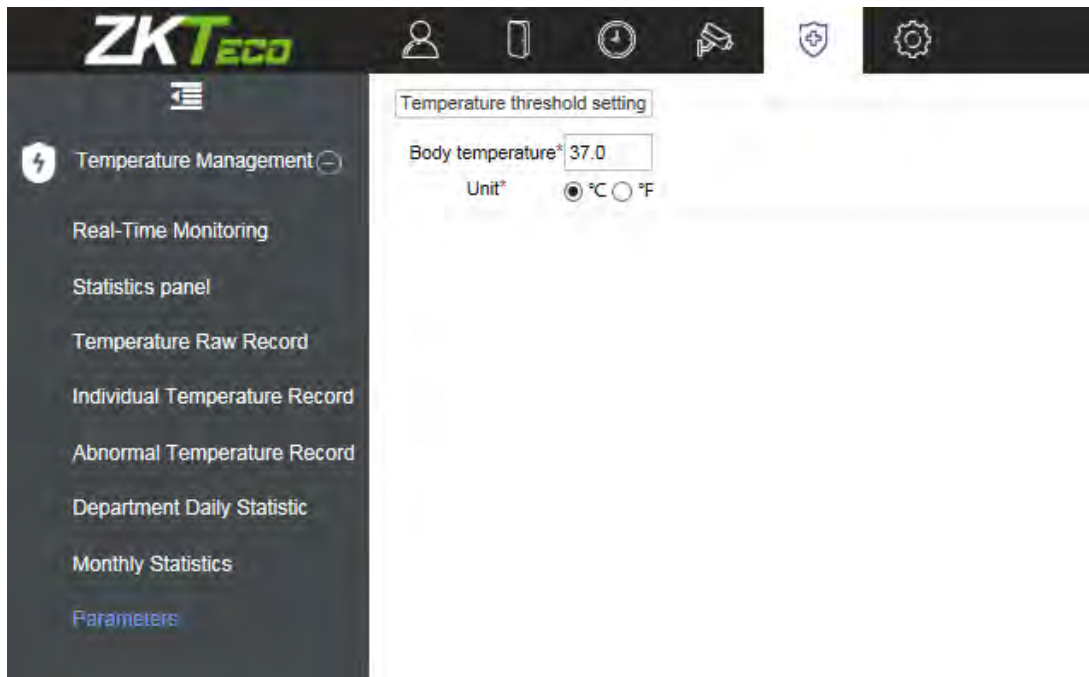 ZKTECO
Temperature Management
Real-Time Monitoring
Statistics panel
Temperature Raw Record
Individual Temperature Record
Abnormal Temperature Record
Department Daily Statistic
Monthly Statistics
Parameters
Temperature threshold setting
Body temperature* 37.0
Unit* °C °F